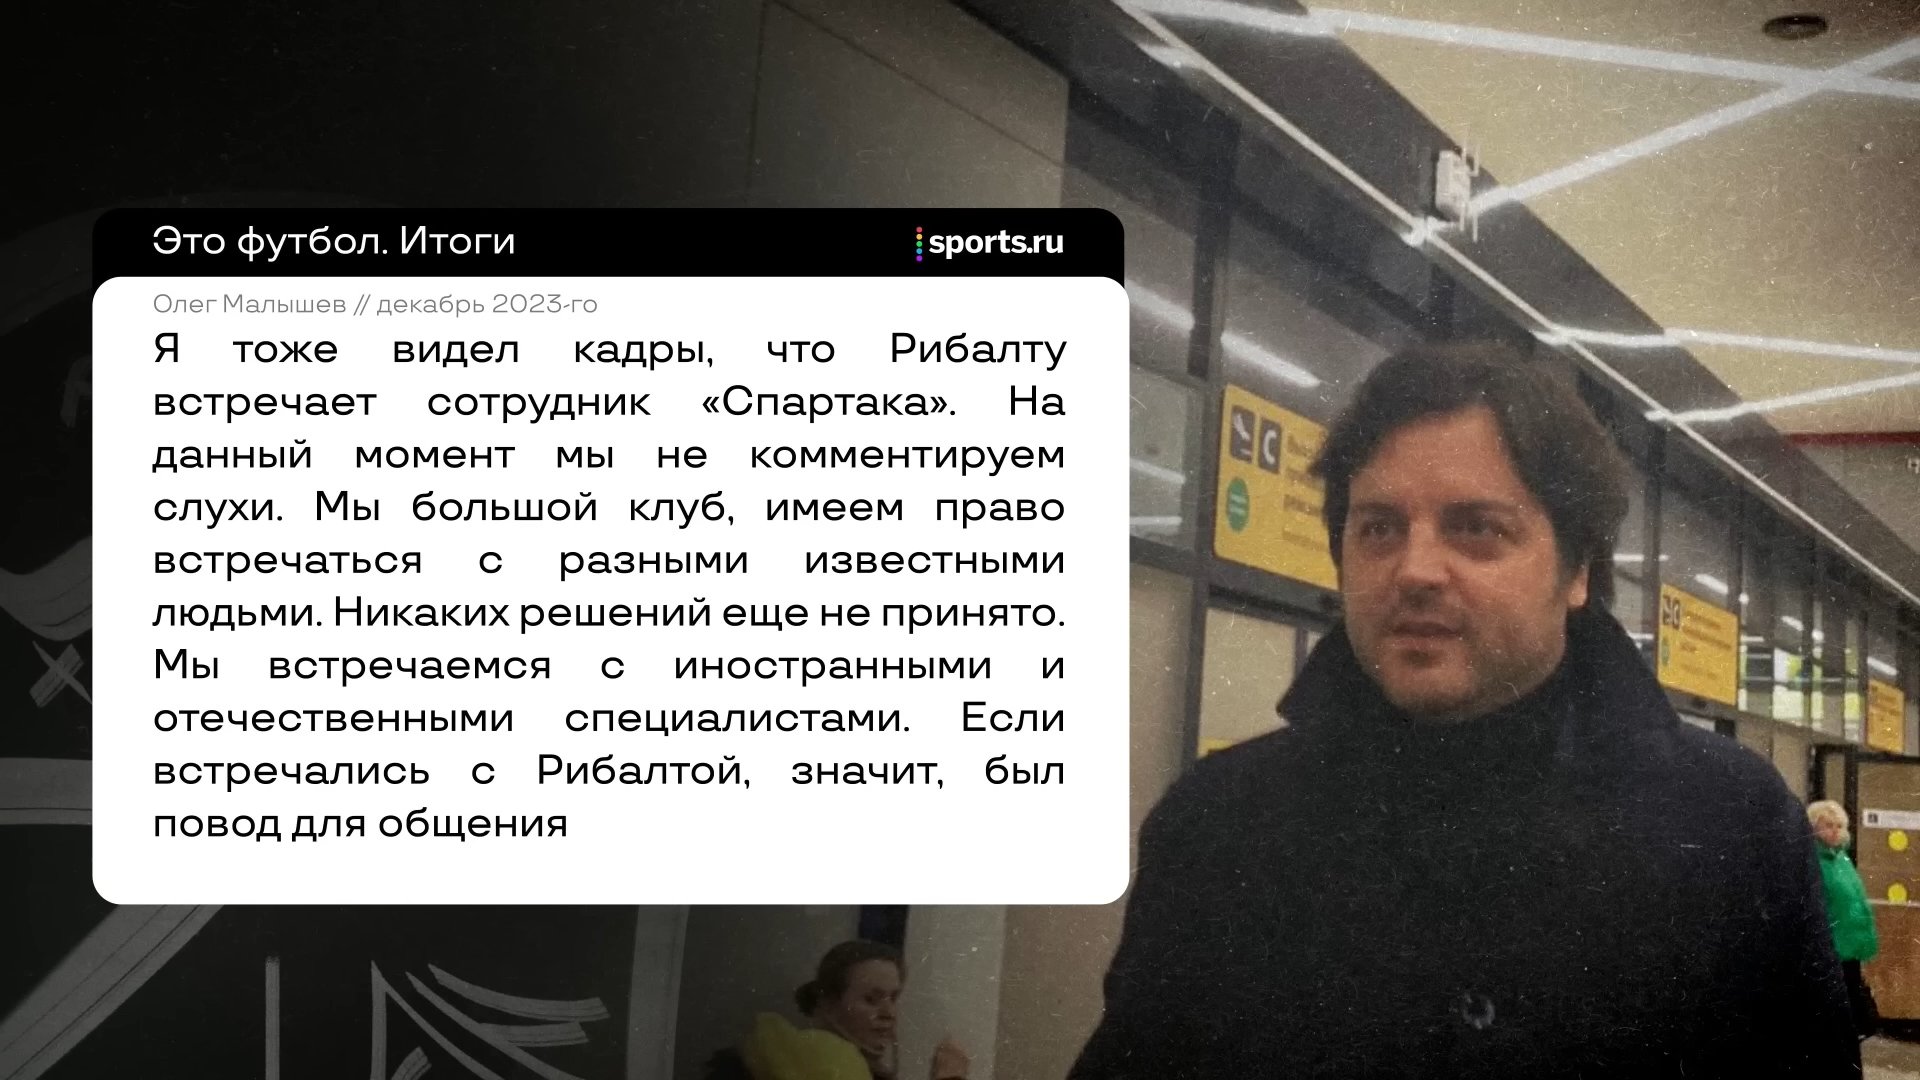 Это футбол. Итоги
sports.ru
Олег Малышев // декабрь 2023-го
Я тоже видел кадры, что Рибалту
встречает сотрудник «Спартака». На
данный момент мы не комментируем
слухи. Мы большой клуб, имеем право
встречаться с разными известными
людьми. Никаких решений еще не принято.
Мы встречаемся с иностранными и
отечественными специалистами. Если
встречались с Рибалтой, значит, был
повод для общения